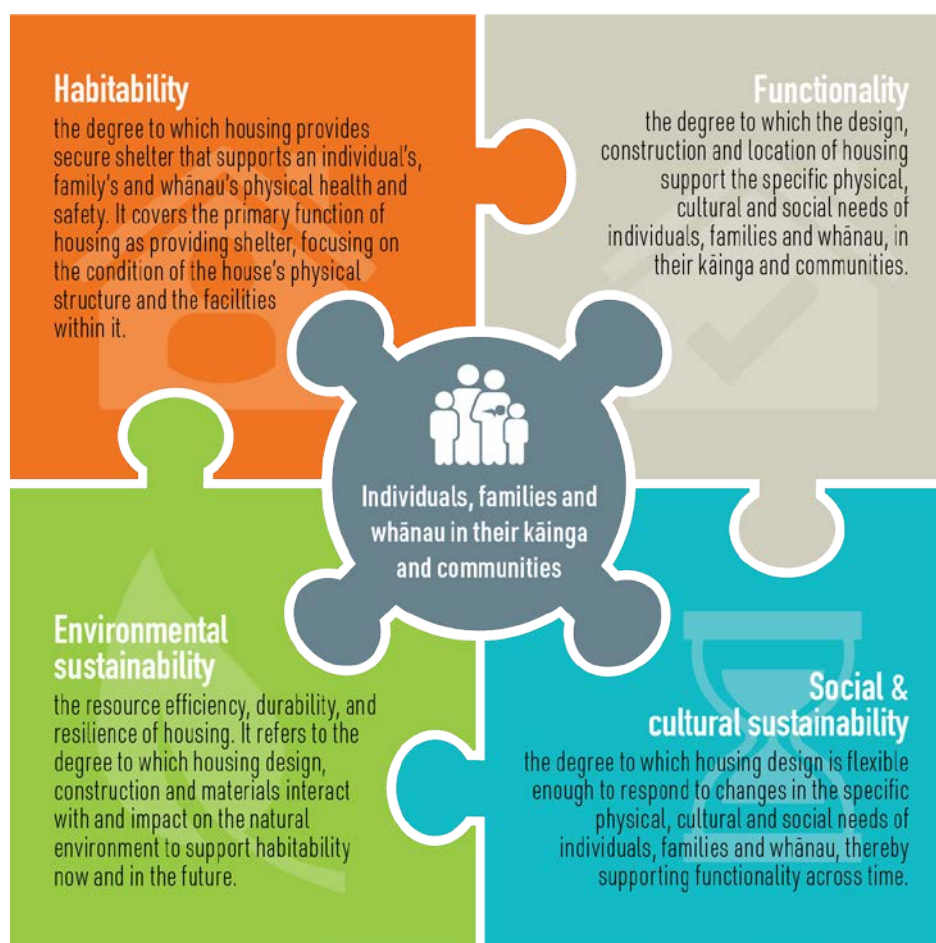 Habitability
the degree to which housing provides
secure shelter that supports an individual's,
family's and whānau's physical health and
safety. It covers the primary function of
housing as providing shelter, focusing on
the condition of the house's physical
structure and the facilities
within it.
Functionality
the degree to which the design,
construction and location of housing
support the specific physical,
cultural and social needs of
individuals, families and whānau, in
their kāinga and communities.
Individuals, families and
whānau in their kāinga
and communities
Environmental
sustainability
the resource efficiency, durability, and
resilience of housing. It refers to the
degree to which housing design,
construction and materials interact
with and impact on the natural
environment to support habitability
now and in the future.
Social &
cultural sustainability
the degree to which housing design is flexible
enough to respond to changes in the specific
physical, cultural and social needs of
individuals, families and whānau, thereby
supporting functionality across time.